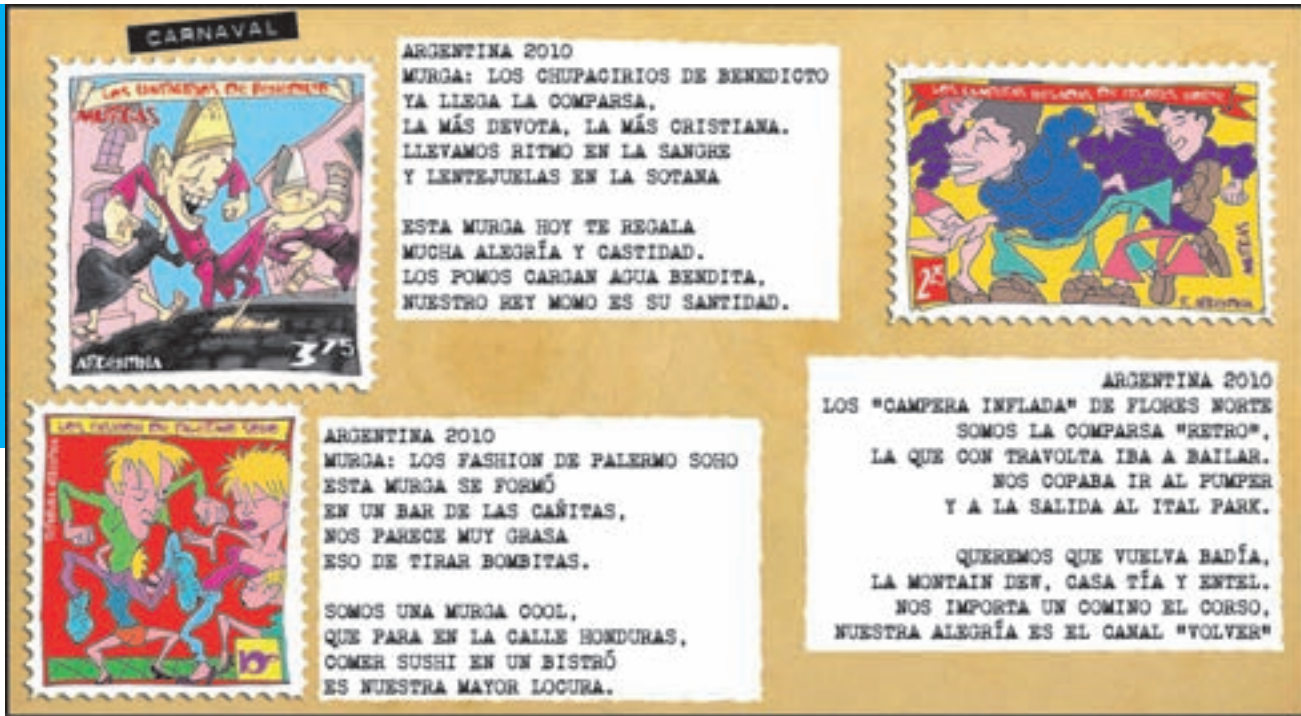 CARNAVAL
MURGAS
ARGENTINA
3.75
ARGENTINA 2010
MURGA: LOS CHUPACIRIOS DE BENEDICTO
YA LLEGA LA COMPARSA,
LA MÁS DEVOTA, LA MÁS CRISTIANA.
LLEVAMOS RITMO EN LA SANGRE
Y LENTEJUELAS EN LA SOTANA
ESTA MURGA HOY TE REGALA
MUCHA ALEGRÍA Y CASTIDAD.
LOS POMOS CARGAN AGUA BENDITA,
NUESTRO REY MOMO ES SU SANTIDAD.
2.25
ARGENTINA 2010
LOS "CAMPERA INFLADA" DE FLORES NORTE
SOMOS LA COMPARSA "RETRO",
LA QUE CON TRAVOLTA IBA A BAILAR.
NOS COPABA IR AL PUMPER
Y A LA SALIDA AL ITAL PARK.
QUEREMOS QUE VUELVA BADÍA,
LA MONTAIN DEW, CASA TÍA Y ENTEL.
NOS IMPORTA UN COMINO EL CORSO,
NUESTRA ALEGRÍA ES EL CANAL "VOLVER"
ARGENTINA 2010
MURGA: LOS FASHION DE PALERMO SOHO
ESTA MURGA SE FORMÓ
EN UN BAR DE LAS CAÑITAS,
NOS PARECE MUY GRASA
ESO DE TIRAR BOMBITAS.
SOMOS UNA MURGA COOL,
QUE PARA EN LA CALLE HONDURAS,
COMER SUSHI EN UN BISTRÓ
ES NUESTRA MAYOR LOCURA.